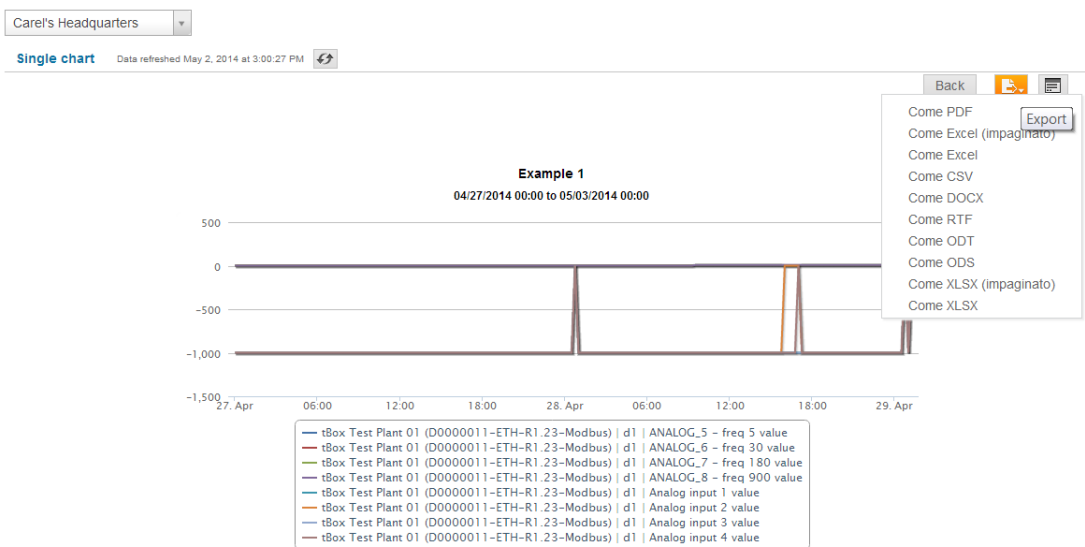 Carel's Headquarters
Single chart Data refreshed May 2, 2014 at 3:00:27 PM
Back
Export
Come PDF
Come Excel (impaginato)
Come Excel
Come CSV
Come DOCX
Come RTF
Come ODT
Come ODS
Come XLSX (impaginato)
Come XLSX
Example 1
04/27/2014 00:00 to 05/03/2014 00:00
500
0
-500
-1,000
-1,500
27. Apr 06:00 12:00 18:00 28. Apr 06:00 12:00 18:00 29. Apr
tBox Test Plant 01 (D0000011-ETH-R1.23-Modbus) | d1 | ANALOG_5 - freq 5 value
tBox Test Plant 01 (D0000011-ETH-R1.23-Modbus) | d1 | ANALOG_6 - freq 30 value
tBox Test Plant 01 (D0000011-ETH-R1.23-Modbus) | d1 | ANALOG_7 - freq 180 value
tBox Test Plant 01 (D0000011-ETH-R1.23-Modbus) | d1 | ANALOG_8 - freq 900 value
tBox Test Plant 01 (D0000011-ETH-R1.23-Modbus) | d1 | Analog input 1 value
tBox Test Plant 01 (D0000011-ETH-R1.23-Modbus) | d1 | Analog input 2 value
tBox Test Plant 01 (D0000011-ETH-R1.23-Modbus) | d1 | Analog input 3 value
tBox Test Plant 01 (D0000011-ETH-R1.23-Modbus) | d1 | Analog input 4 value